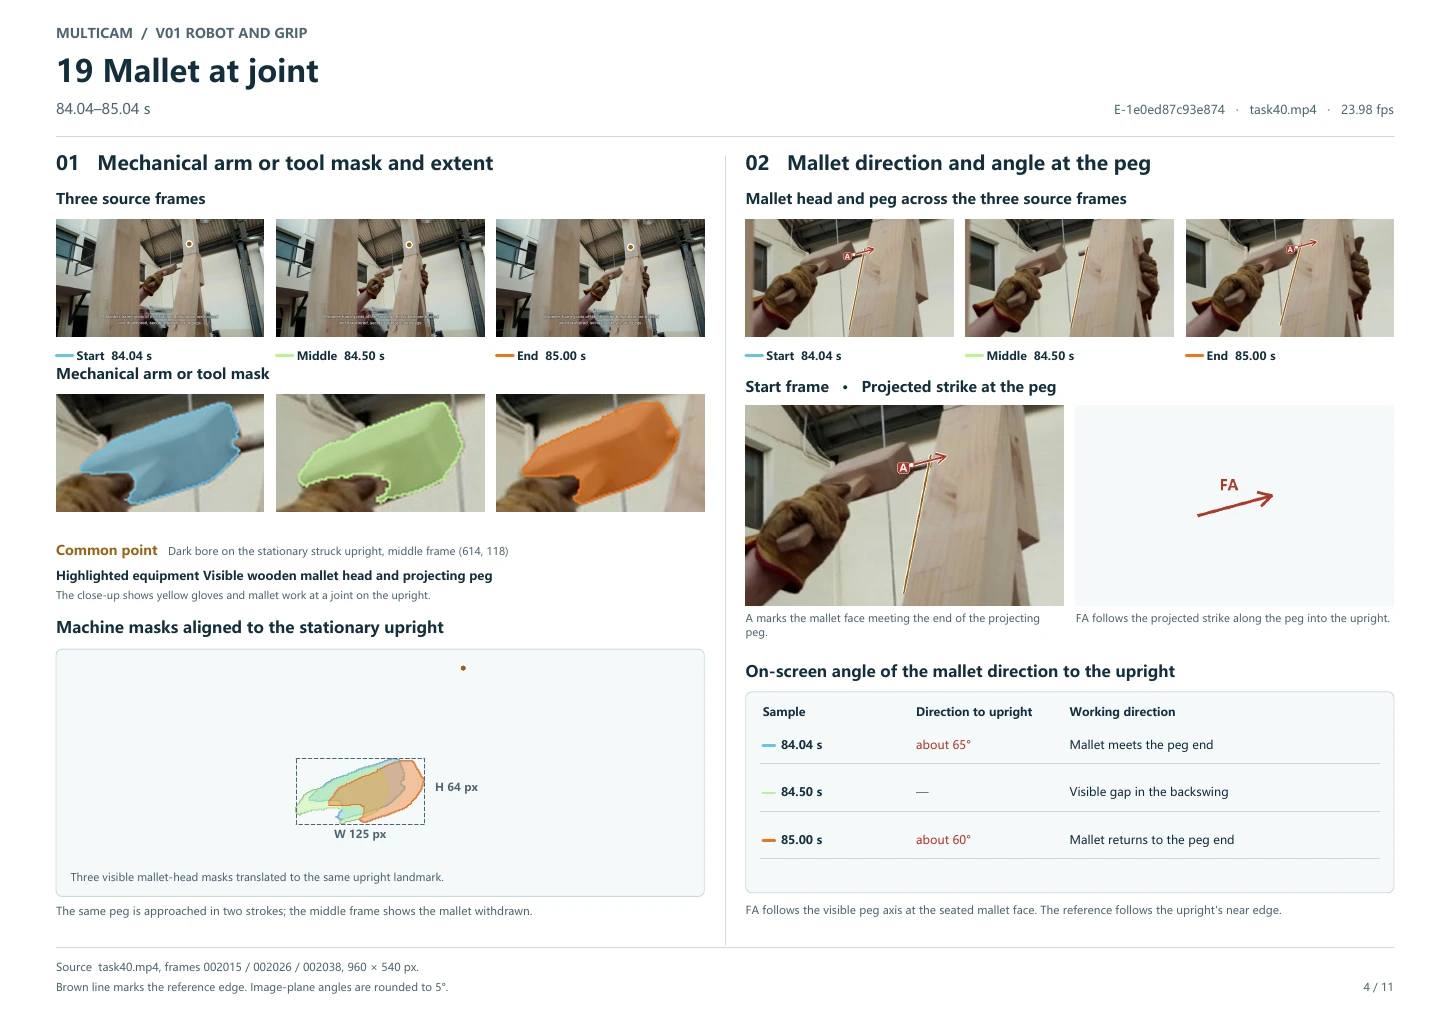 MULTICAM / V01 ROBOT AND GRIP
19 Mallet at joint
84.04–85.04 s
E-1e0ed87c93e874 · task40.mp4 · 23.98 fps
01 Mechanical arm or tool mask and extent
Three source frames
Start 84.04 s
Middle 84.50 s
End 85.00 s
Mechanical arm or tool mask
Common point Dark bore on the stationary struck upright, middle frame (614, 118)
Highlighted equipment Visible wooden mallet head and projecting peg
The close-up shows yellow gloves and mallet work at a joint on the upright.
Machine masks aligned to the stationary upright
H 64 px
W 125 px
Three visible mallet-head masks translated to the same upright landmark.
The same peg is approached in two strokes; the middle frame shows the mallet withdrawn.
02 Mallet direction and angle at the peg
Mallet head and peg across the three source frames
A
A
Start 84.04 s
Middle 84.50 s
End 85.00 s
Start frame • Projected strike at the peg
A
FA
A marks the mallet face meeting the end of the projecting
peg.
FA follows the projected strike along the peg into the upright.
On-screen angle of the mallet direction to the upright
Sample Direction to upright Working direction
84.04 s about 65° Mallet meets the peg end
84.50 s — Visible gap in the backswing
85.00 s about 60° Mallet returns to the peg end
FA follows the visible peg axis at the seated mallet face. The reference follows the upright's near edge.
Source task40.mp4, frames 002015 / 002026 / 002038, 960 × 540 px.
Brown line marks the reference edge. Image-plane angles are rounded to 5°.
4 / 11